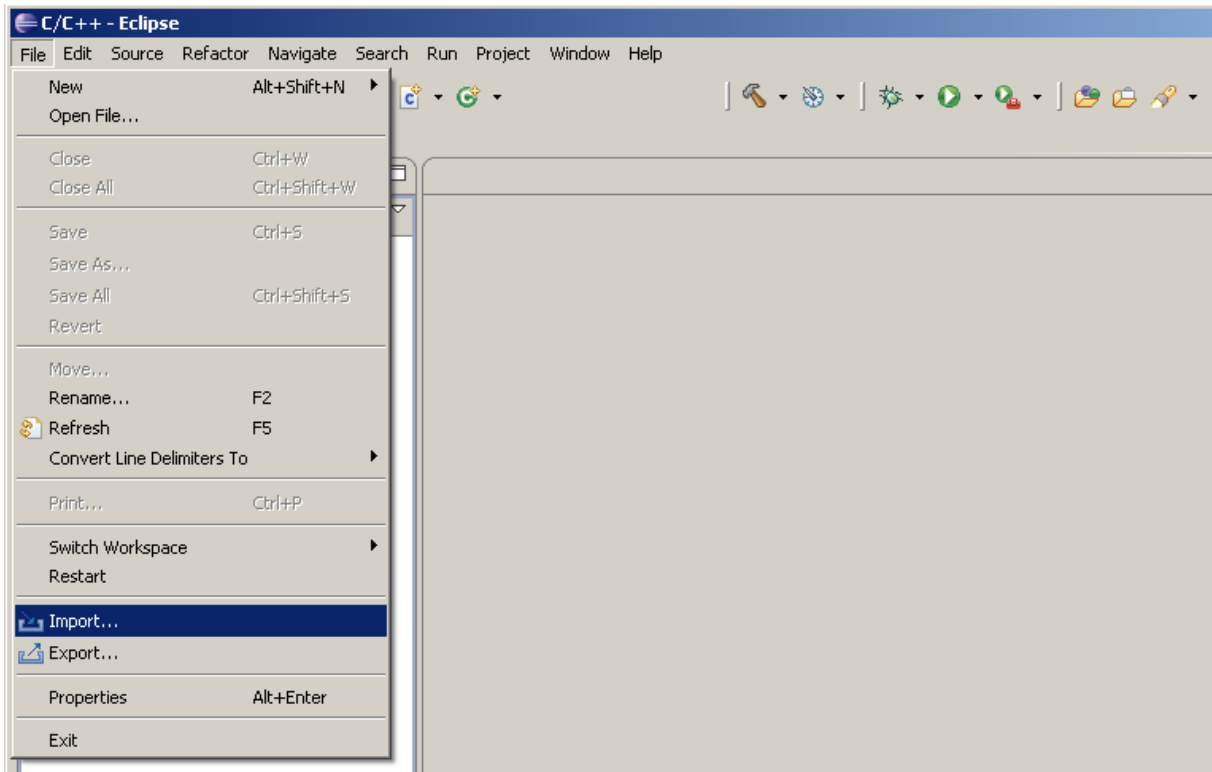 C/C++ - Eclipse
File Edit Source Refactor Navigate Search Run Project Window Help
New Alt+Shift+N
Open File...
Close Ctrl+W
Close All Ctrl+Shift+W
Save Ctrl+S
Save As...
Save All Ctrl+Shift+S
Revert
Move...
Rename... F2
Refresh F5
Convert Line Delimiters To
Print... Ctrl+P
Switch Workspace
Restart
Import...
Export...
Properties Alt+Enter
Exit